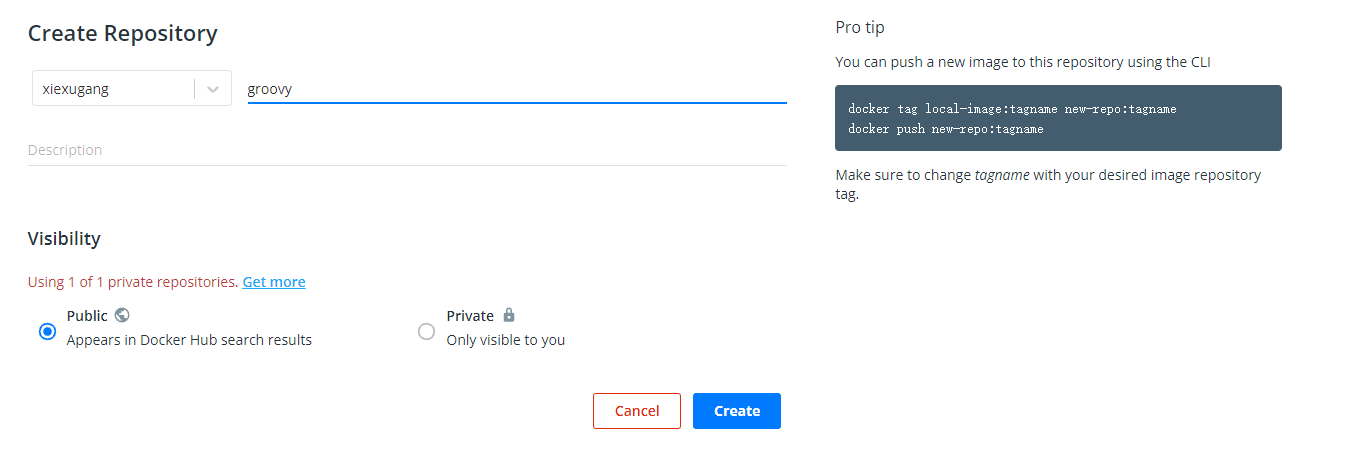 Create Repository
xiexugang
groovy
Description
Visibility
Using 1 of 1 private repositories. Get more
Public
Appears in Docker Hub search results
Private
Only visible to you
Cancel
Create
Pro tip
You can push a new image to this repository using the CLI
docker tag local-image:tagname new-repo:tagname
docker push new-repo:tagname
Make sure to change tagname with your desired image repository
tag.